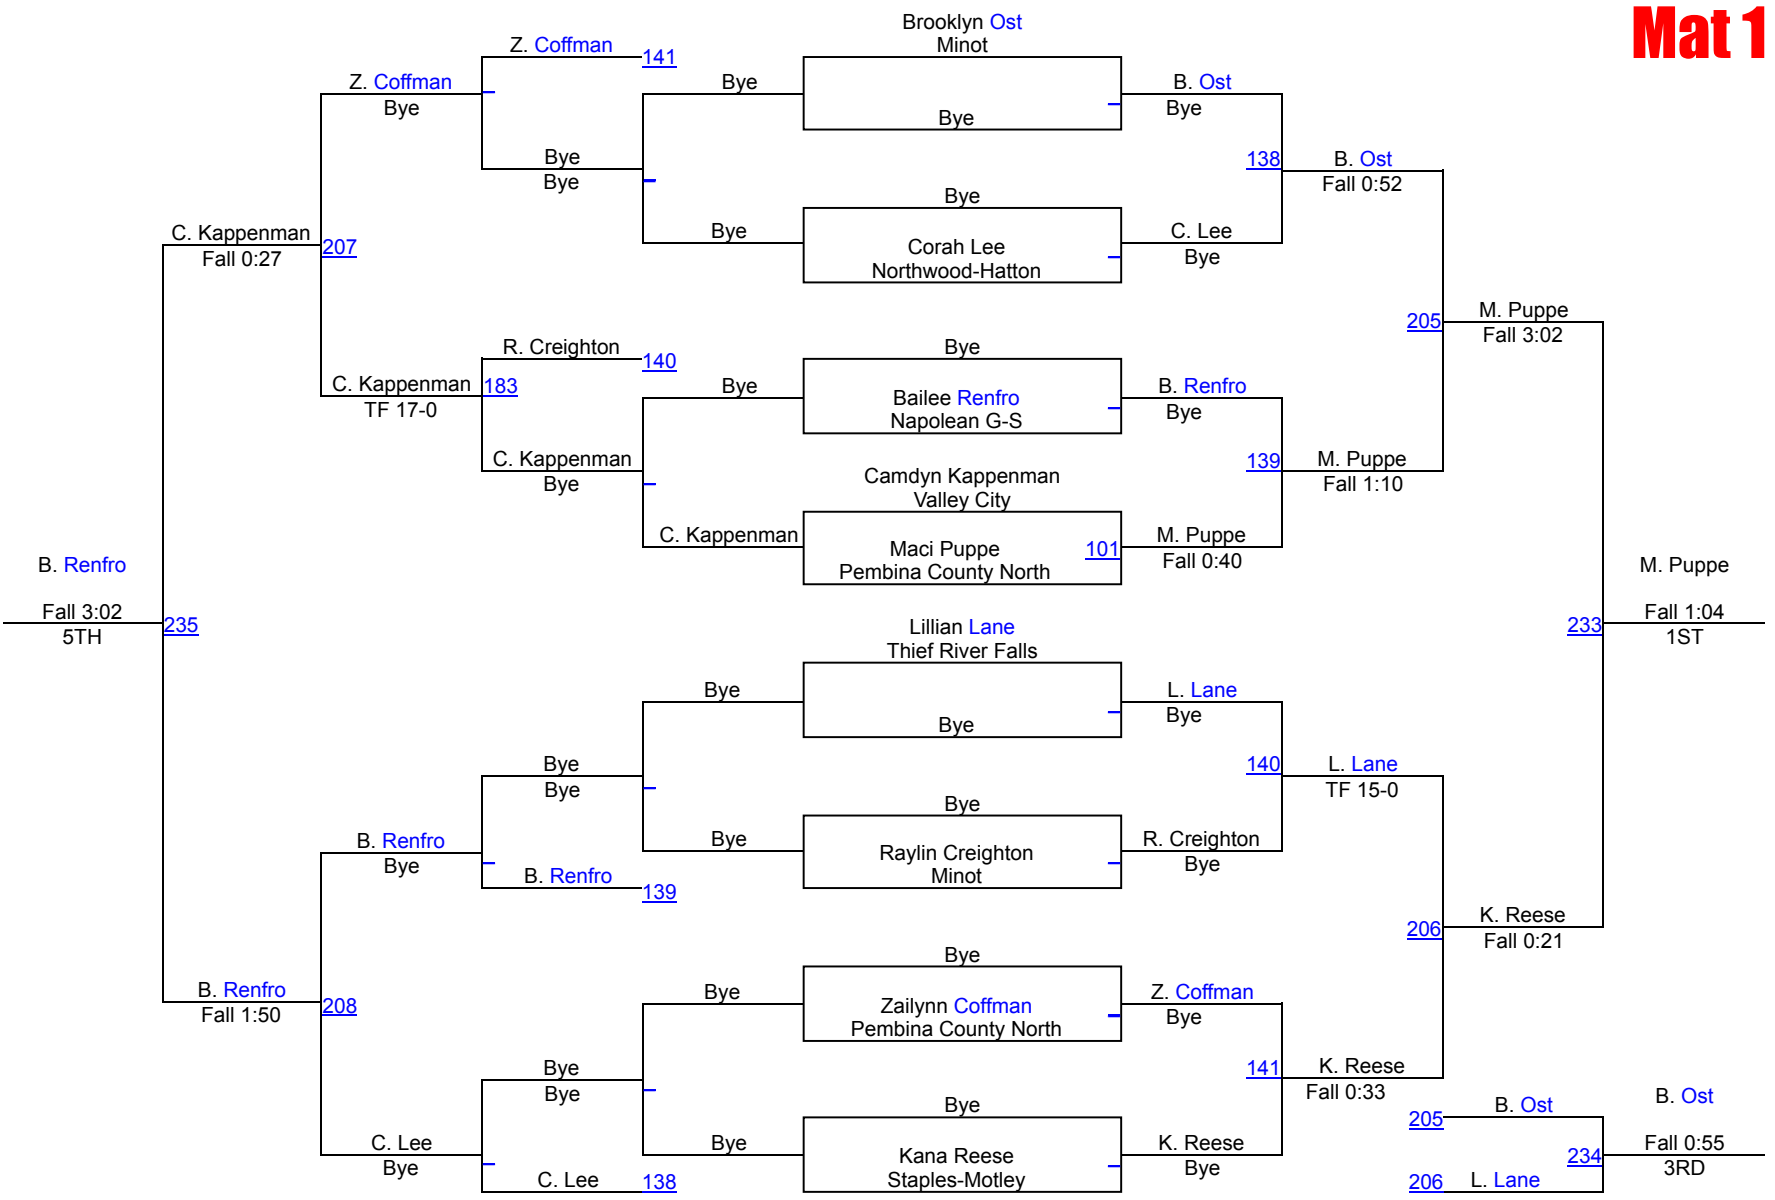 Mat 1
Brooklyn Ost
Minot
Z. Coffman
141
Z. Coffman
Bye
Bye
B. Ost
Bye
Bye
Bye
Bye
138
B. Ost
Bye
Fall 0:52
Bye
C. Kappenman
207
Fall 0:27
Bye
Corah Lee
Northwood-Hatton
C. Lee
Bye
M. Puppe
205
Fall 3:02
R. Creighton
140
Bye
C. Kappenman
183
TF 17-0
Bye
Bailee Renfro
Napolean G-S
B. Renfro
Bye
C. Kappenman
Bye
139
M. Puppe
Fall 1:10
Camdyn Kappenman
Valley City
C. Kappenman
Maci Puppe
101
Pembina County North
M. Puppe
Fall 0:40
B. Renfro
Fall 3:02
235
5TH
M. Puppe
233
Fall 1:04
1ST
Lillian Lane
Thief River Falls
Bye
Bye
L. Lane
Bye
Bye
Bye
140
L. Lane
TF 15-0
Bye
B. Renfro
Bye
Bye
Raylin Creighton
Minot
R. Creighton
Bye
B. Renfro
139
206
K. Reese
Fall 0:21
Bye
B. Renfro
208
Fall 1:50
Bye
Zailynn Coffman
Pembina County North
Z. Coffman
Bye
Bye
Bye
141
K. Reese
Fall 0:33
Bye
205
B. Ost
B. Ost
C. Lee
Bye
Bye
Kana Reese
Staples-Motley
K. Reese
Bye
234
Fall 0:55
3RD
C. Lee
138
206
L. Lane